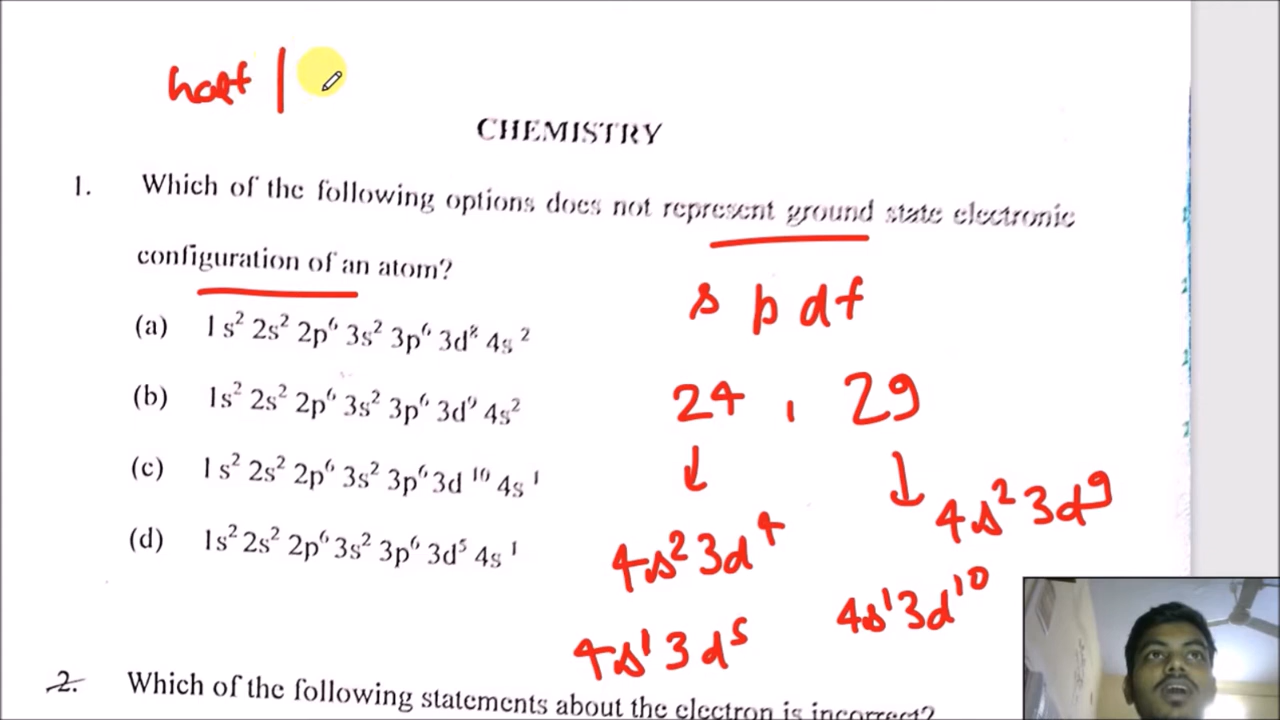 half |
CHEMISTRY
1. Which of the following options does not represent ground state electronic
configuration of an atom?
s p d f
(a) 1s² 2s² 2p⁶ 3s² 3p⁶ 3d⁸ 4s²
24 , 29
(b) 1s² 2s² 2p⁶ 3s² 3p⁶ 3d⁹ 4s²
(c) 1s² 2s² 2p⁶ 3s² 3p⁶ 3d¹⁰ 4s¹
↓ ↓
4s² 3d⁹
(d) 1s² 2s² 2p⁶ 3s² 3p⁶ 3d⁵ 4s¹
4s² 3d⁴
4s¹ 3d¹⁰
4s¹ 3d⁵
2. Which of the following statements about the electron is incorrect?